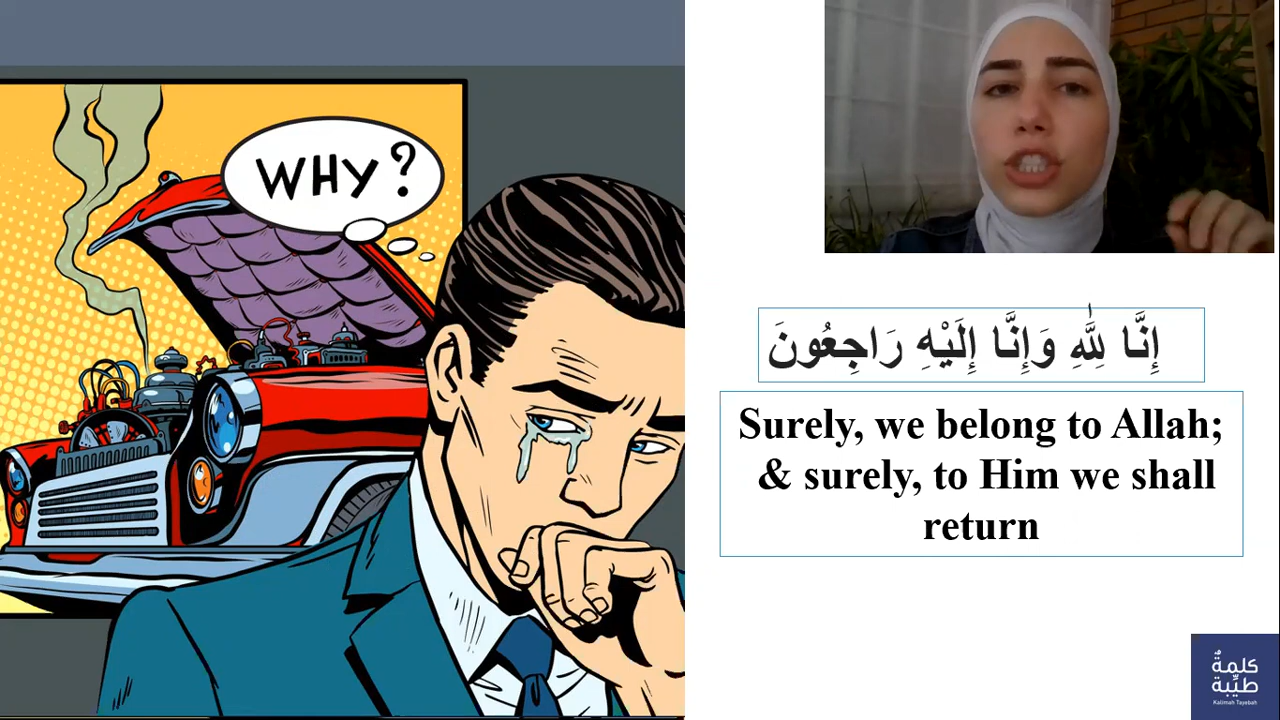 WHY?
إِنَّا لِلَّٰهِ وَإِنَّا إِلَيْهِ رَاجِعُونَ
Surely, we belong to Allah;
& surely, to Him we shall
return
كلمةٌ
طيِّبة
Kalimah Tayebah